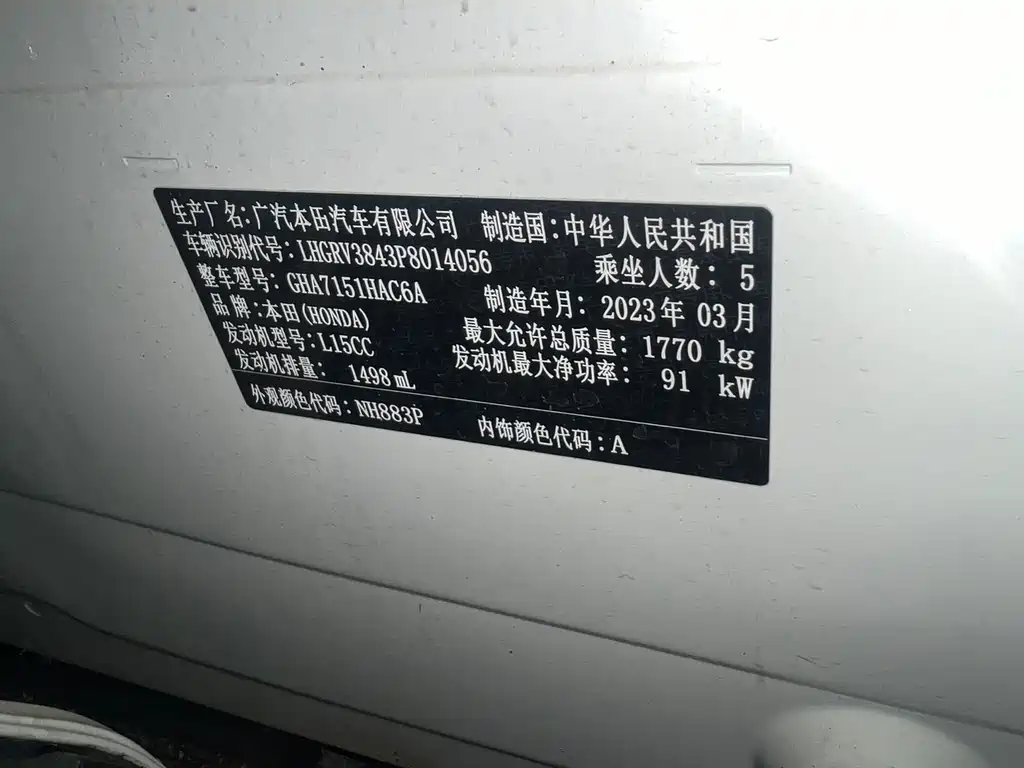 生产厂名:广汽本田汽车有限公司 制造国:中华人民共和国
车辆识别代号:LHGRV3843P8014056 乘坐人数:5
整车型号:GHA7151HAC6A 制造年月:2023年03月
品牌:本田(HONDA) 最大允许总质量:1770 kg
发动机型号:L15CC 发动机最大净功率:91 kW
发动机排量:1498 mL
外观颜色代码:NH883P 内饰颜色代码:A